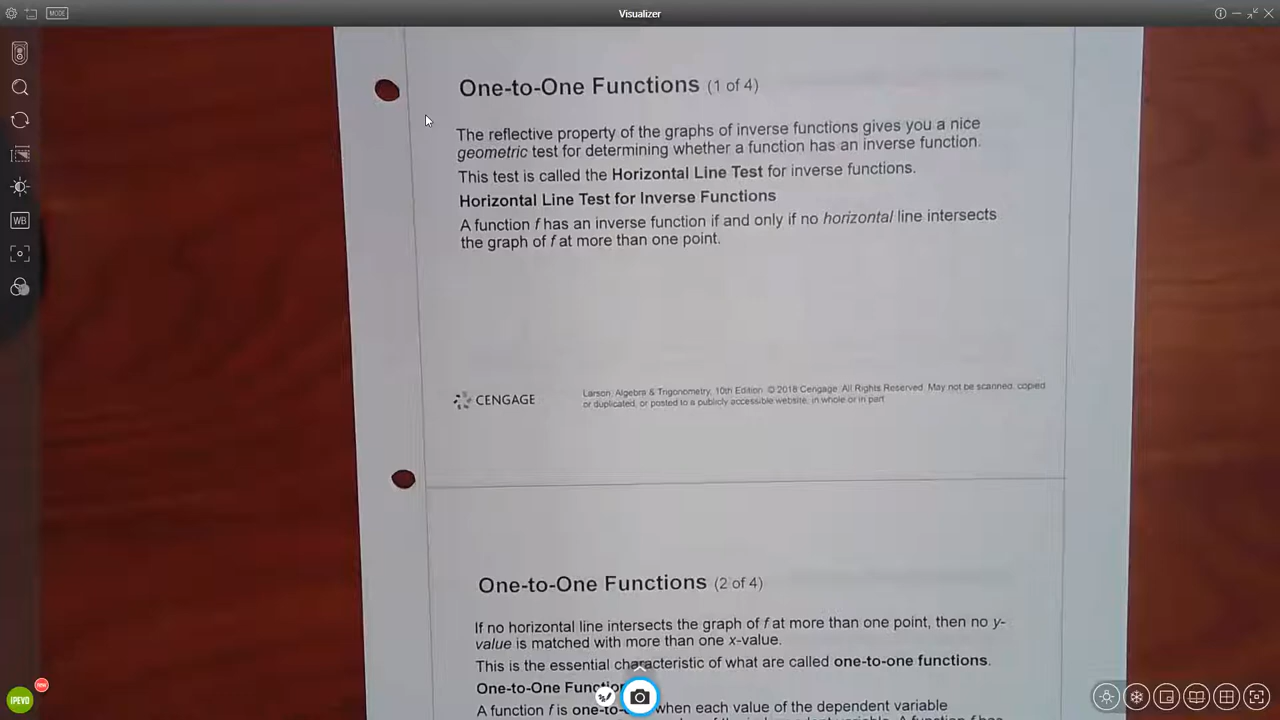 Visualizer
MODE
One-to-One Functions (1 of 4)
The reflective property of the graphs of inverse functions gives you a nice
geometric test for determining whether a function has an inverse function.
This test is called the Horizontal Line Test for inverse functions.
Horizontal Line Test for Inverse Functions
A function f has an inverse function if and only if no horizontal line intersects
the graph of f at more than one point.
WB
CENGAGE
Larson, Algebra & Trigonometry, 10th Edition. © 2018 Cengage. All Rights Reserved. May not be scanned, copied
or duplicated, or posted to a publicly accessible website, in whole or in part.
One-to-One Functions (2 of 4)
If no horizontal line intersects the graph of f at more than one point, then no y-
value is matched with more than one x-value.
This is the essential characteristic of what are called one-to-one functions.
One-to-One
A function f is when each value of the dependent variable
IPEVO
new